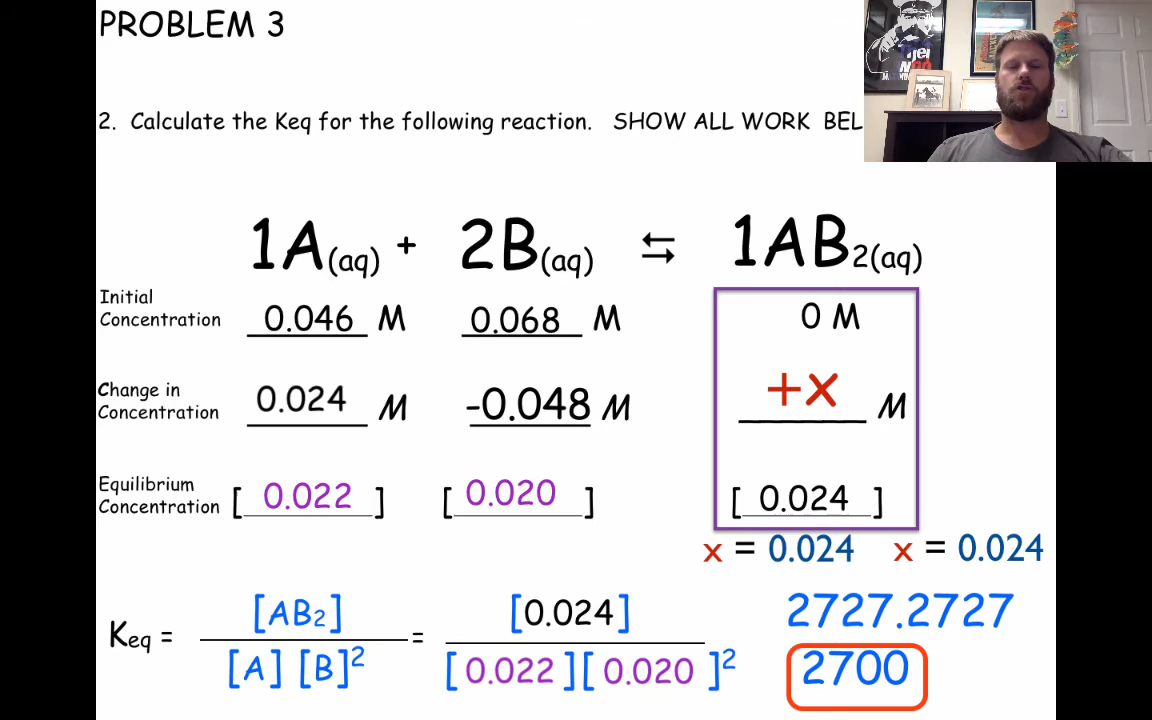 PROBLEM 3
2. Calculate the Keq for the following reaction. SHOW ALL WORK BEL
1A(aq) + 2B(aq) ⇆ 1AB2(aq)
Initial
Concentration 0.046 M 0.068 M 0 M
Change in
Concentration 0.024 M -0.048 M +x M
Equilibrium
Concentration [ 0.022 ] [ 0.020 ] [ 0.024 ]
x = 0.024 x = 0.024
Keq = [AB2] / [A] [B]² = [0.024] / [0.022][0.020]²
2727.2727
2700